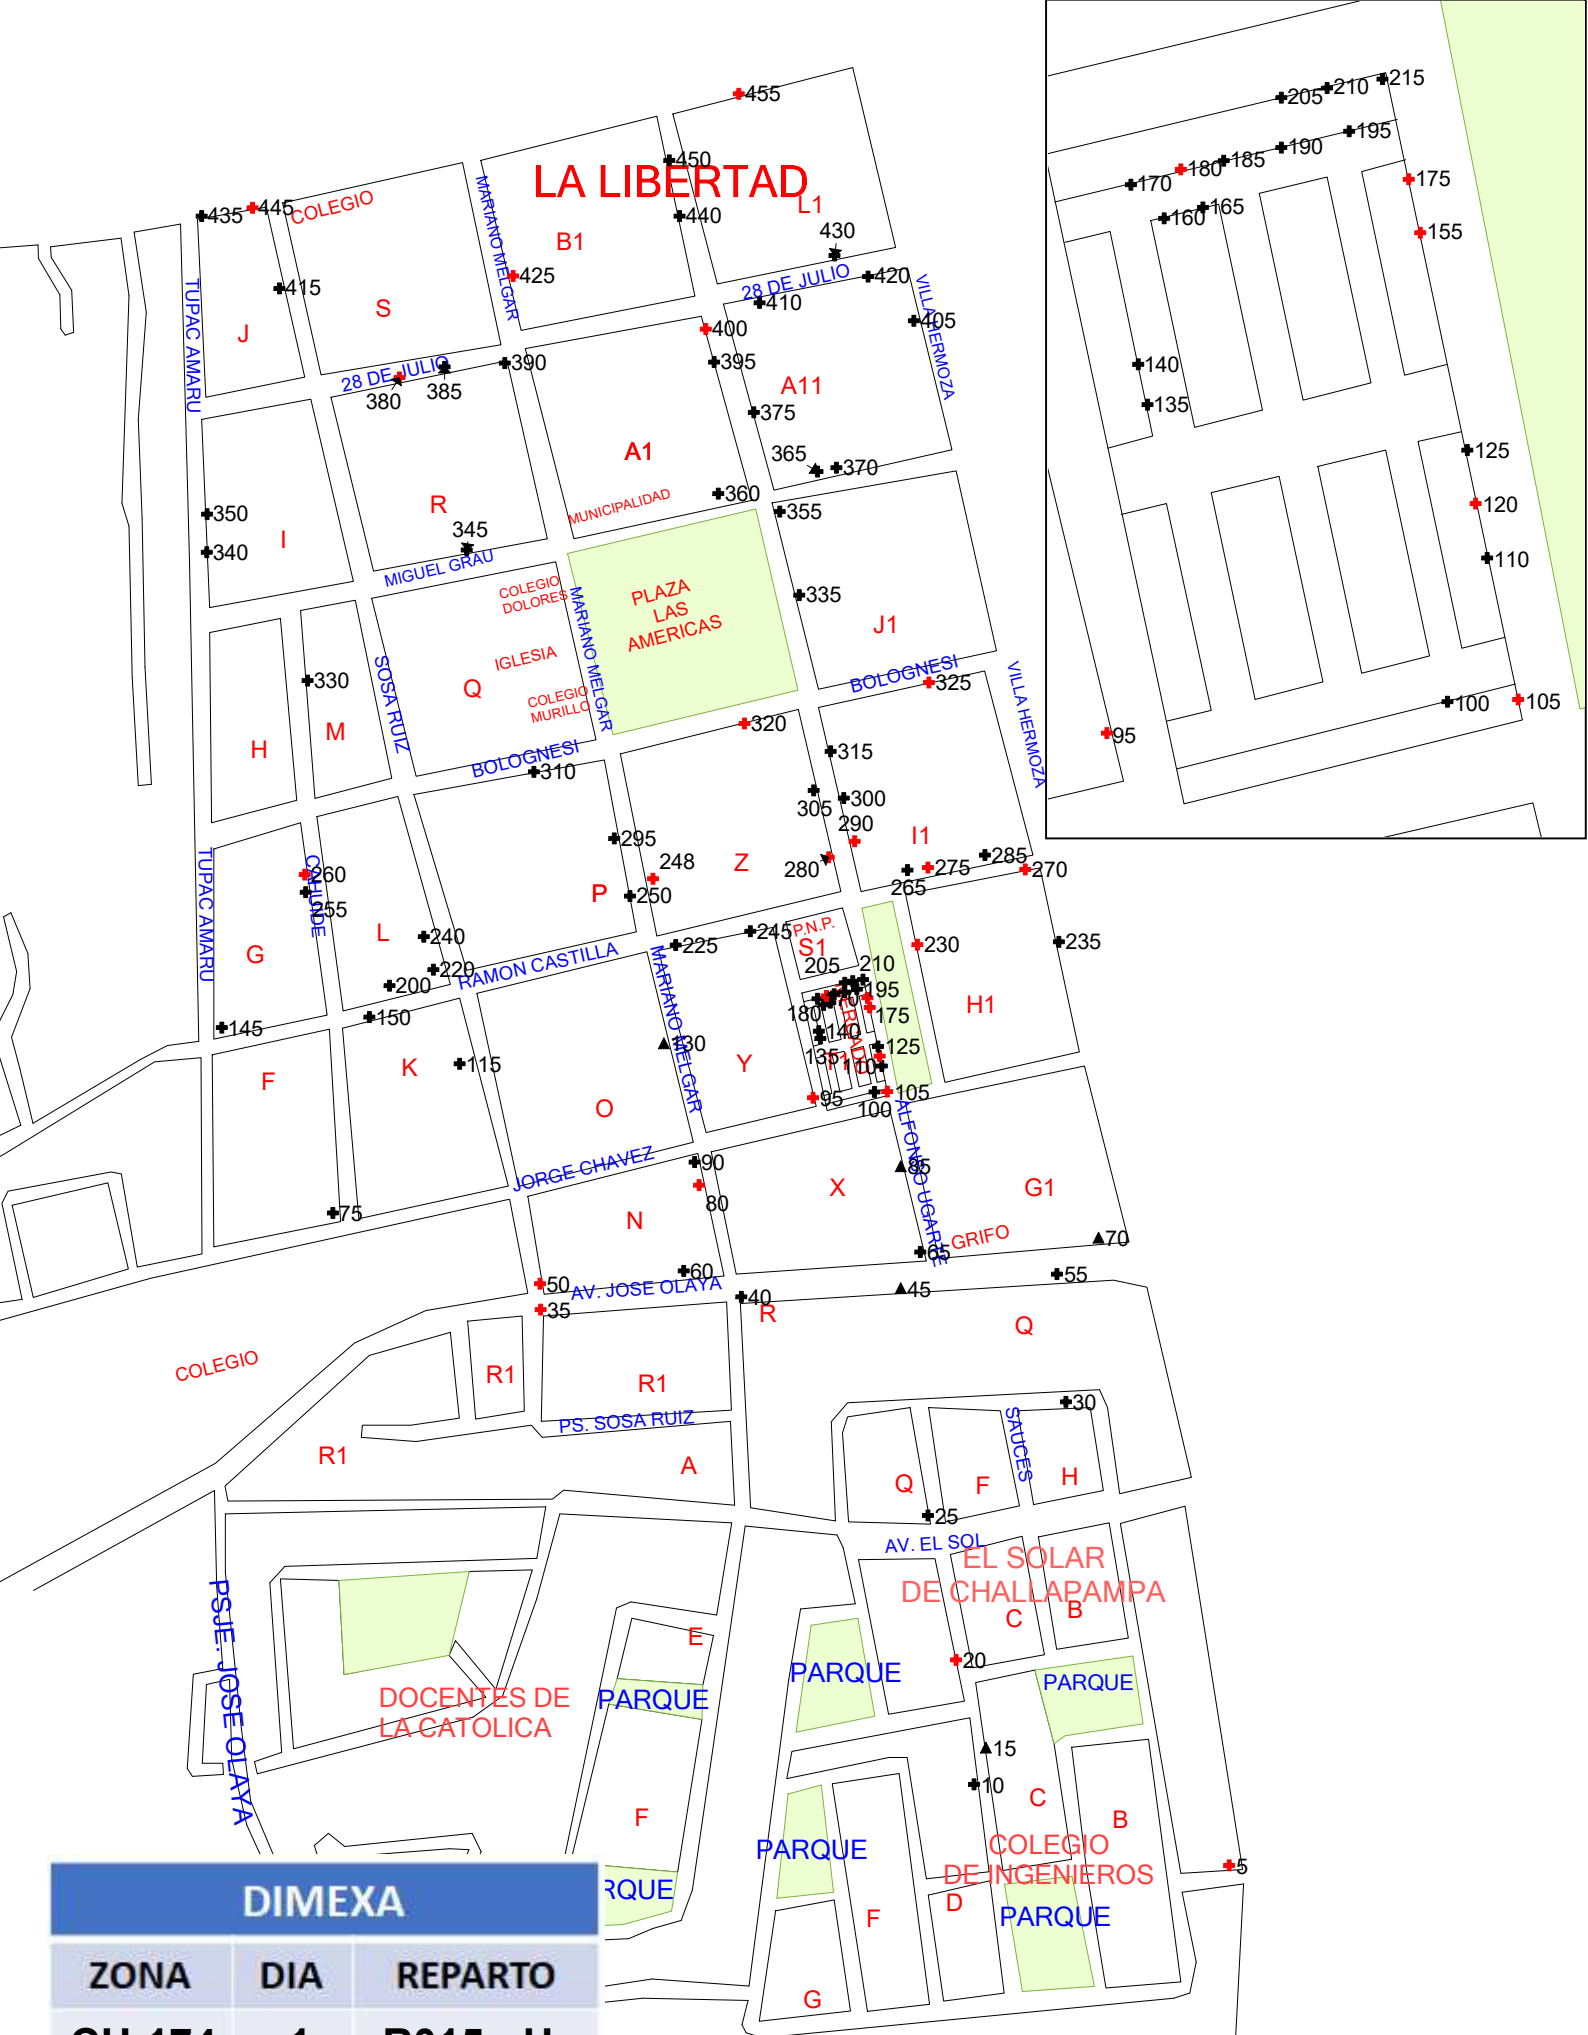 455
LA LIBERTAD
450
435
445
COLEGIO
MARIANO MELGAR
B1
440
L1
430
425
415
28 DE JULIO
420
410
VILLA HERMOZA
TUPAC AMARU
J
S
400
405
28 DE JULIO
390
395
380
385
A11
375
A1
365
370
R
360
MUNICIPALIDAD
350
I
345
355
340
MIGUEL GRAU
COLEGIO
DOLORES
MARIANO MELGAR
PLAZA
LAS
AMERICAS
335
J1
IGLESIA
330
SOSA RUIZ
Q
COLEGIO
MURILLO
BOLOGNESI
325
VILLA HERMOZA
M
H
320
BOLOGNESI
310
315
305
300
295
290
I1
248
Z
280
285
TUPAC AMARU
260
255
P
250
265
275
270
L
240
245
P.N.P.
S1
225
230
235
G
220
RAMON CASTILLA
200
MARIANO MELGAR
205
210
195
180
175
H1
145
150
130
140
125
135
110
F
K
115
Y
95
105
100
O
ALFONSO UGARTE
JORGE CHAVEZ
90
85
80
X
G1
75
N
65
GRIFO
70
60
50
AV. JOSE OLAYA
55
45
40
35
R
Q
COLEGIO
R1
R1
30
PS. SOSA RUIZ
SAUCES
R1
A
Q
F
H
25
AV. EL SOL
EL SOLAR
DE CHALLAPAMPA
C
B
PSJE. JOSE OLAYA
E
20
PARQUE
PARQUE
PARQUE
DOCENTES DE
LA CATOLICA
15
10
C
F
B
PARQUE
COLEGIO
DE INGENIEROS
5
RQUE
D
F
PARQUE
G
215
210
205
195
190
185
180
170
175
165
160
155
140
135
125
120
110
100
105
95
DIMEXA
ZONA DIA REPARTO